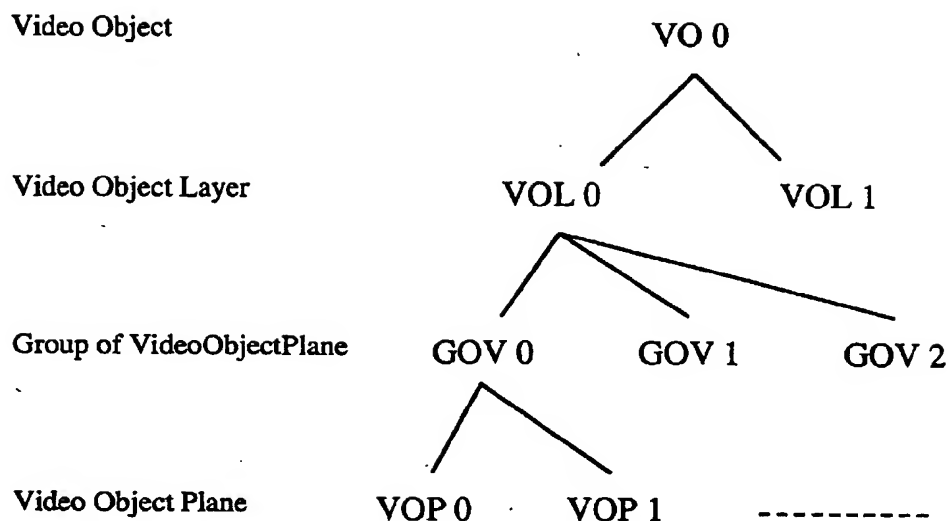 Video Object VO 0
Video Object Layer VOL 0 VOL 1
Group of VideoObjectPlane GOV 0 GOV 1 GOV 2
Video Object Plane VOP 0 VOP 1 ----------